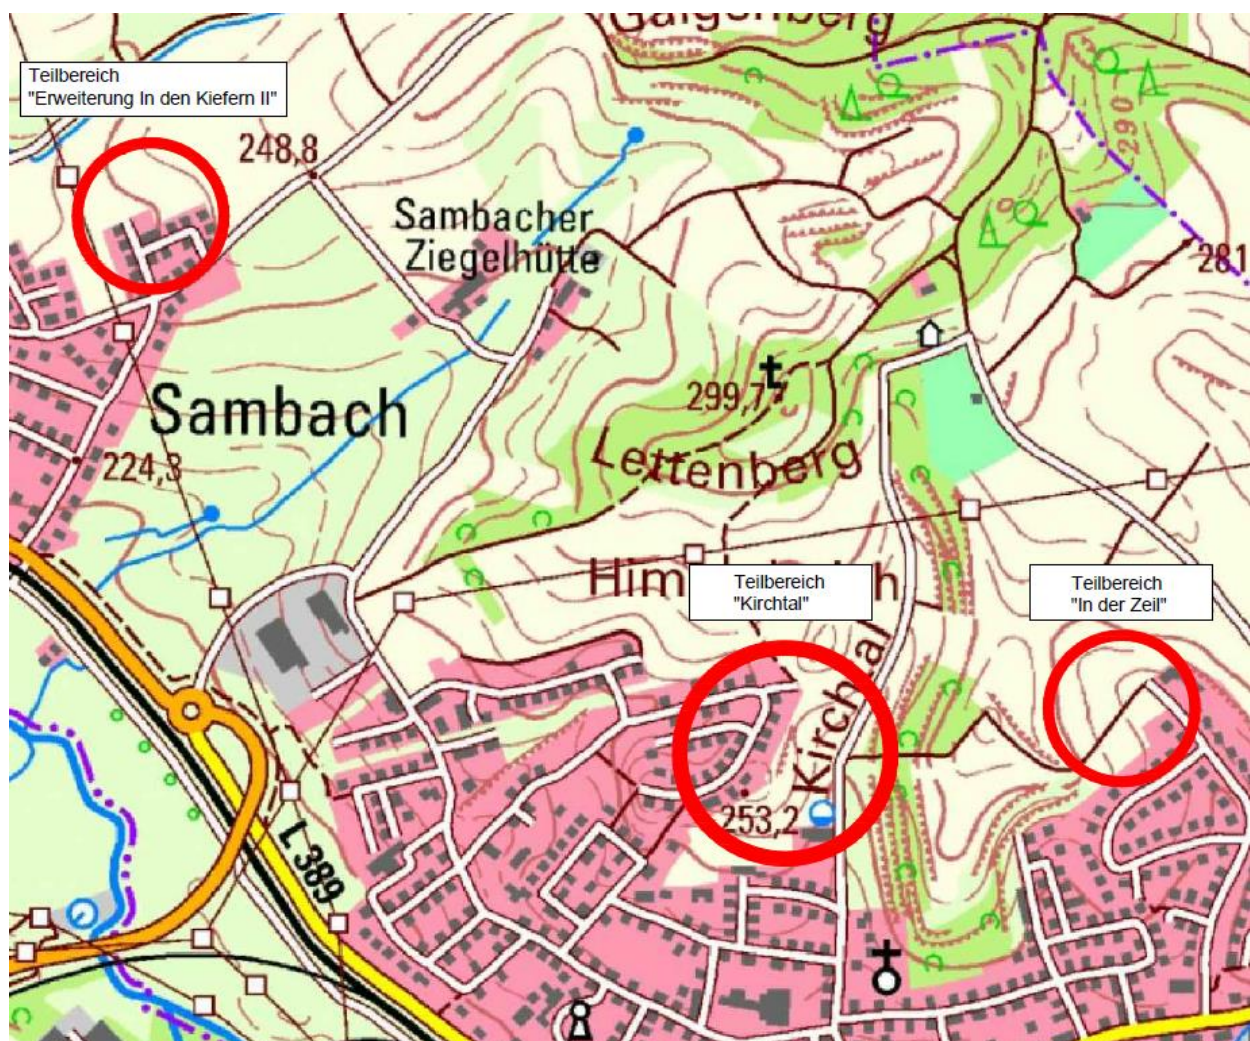 Galgenberg
Teilbereich
"Erweiterung In den Kiefern II"
248,8
290
Sambacher
Ziegelhütte
281
299,7
Sambach
Lettenberg
224,3
Teilbereich
"Kirchtal"
Teilbereich
"In der Zeil"
Kirchtal
253,2
L 389